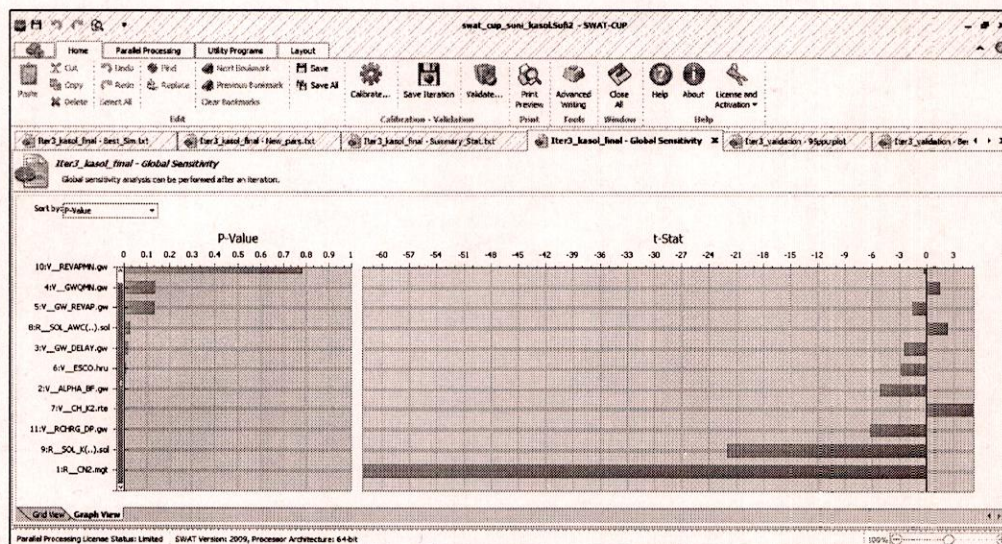 swat_cup_suni_kasol.Sufi2 - SWAT-CUP
Home Parallel Processing Utility Programs Layout
Paste
Cut Undo Find Next Bookmark Save
Copy Redo Replace Previous Bookmark Save All
Delete Select All Clear Bookmarks
Calibrate... Save Iteration Validate... Print Preview Advanced Writing Close All Help About License and Activation
Edit Calibration - Validation Print Tools Window Help
Iter3_kasol_final - Best_Sim.txt Iter3_kasol_final - New_pars.txt Iter3_kasol_final - Summary_Stat.txt Iter3_kasol_final - Global Sensitivity Iter3_validation - 95ppu plot Iter3_validation - Bes
Iter3_kasol_final - Global Sensitivity
Global sensitivity analysis can be performed after an iteration.
Sort by: P-Value
P-Value t-Stat
0 0.1 0.2 0.3 0.4 0.5 0.6 0.7 0.8 0.9 1 -60 -57 -54 -51 -48 -45 -42 -39 -36 -33 -30 -27 -24 -21 -18 -15 -12 -9 -6 -3 0 3
10:V__REVAPMN.gw
4:V__GWQMN.gw
5:V__GW_REVAP.gw
8:R__SOL_AWC(..).sol
3:V__GW_DELAY.gw
6:V__ESCO.hru
2:V__ALPHA_BF.gw
7:V__CH_K2.rte
11:V__RCHRG_DP.gw
9:R__SOL_K(..).sol
1:R__CN2.mgt
Grid View Graph View
Parallel Processing License Status: Limited SWAT Version: 2009, Processor Architecture: 64-bit 100%